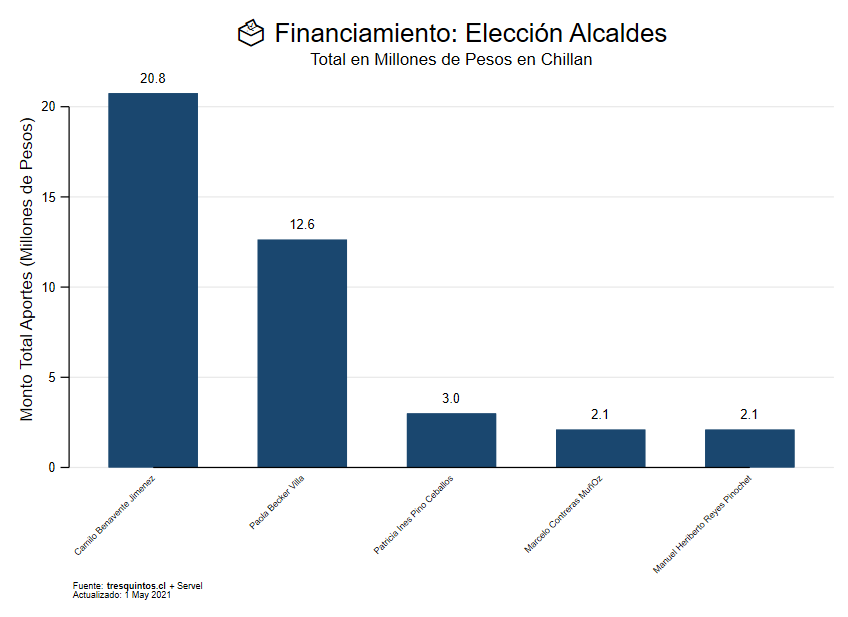 Financiamiento: Elección Alcaldes
Total en Millones de Pesos en Chillan
Monto Total Aportes (Millones de Pesos)
20
15
10
5
0
20.8
12.6
3.0
2.1
2.1
Camilo Benavente Jimenez
Paola Becker Villa
Patricia Ines Pino Ceballos
Marcelo Contreras MuñOz
Manuel Heriberto Reyes Pinochet
Fuente: tresquintos.cl + Servel
Actualizado: 1 May 2021